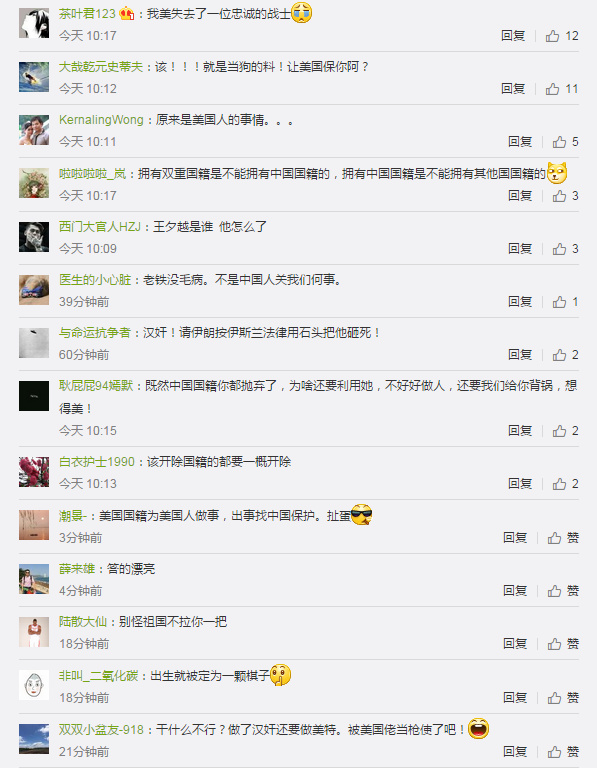 茶叶君123：我美失去了一位忠诚的战士
今天 10:17 回复 12
大哉乾元史蒂夫：该！！！就是当狗的料！让美国保你阿？
今天 10:12 回复 11
KernalingWong：原来是美国人的事情。。。
今天 10:11 回复 5
啦啦啦啦_岚：拥有双重国籍是不能拥有中国国籍的，拥有中国国籍是不能拥有其他国国籍的
今天 10:17 回复 3
西门大官人HZJ：王夕越是谁 他怎么了
今天 10:09 回复 3
医生的小心脏：老铁没毛病。不是中国人关我们何事。
39分钟前 回复 1
与命运抗争者：汉奸！请伊朗按伊斯兰法律用石头把他砸死！
60分钟前 回复 2
耿屁屁94婼默：既然中国国籍你都抛弃了，为啥还要利用她，不好好做人，还要我们给你背锅，想
得美！
今天 10:15 回复 2
白衣护士1990：该开除国籍的都要一概开除
今天 10:13 回复 2
潮景-：美国国籍为美国人做事，出事找中国保护。扯蛋
3分钟前 回复 赞
薛来雄：答的漂亮
4分钟前 回复 赞
陆散大仙：别怪祖国不拉你一把
18分钟前 回复 赞
非叫_二氧化碳：出生就被定为一颗棋子
18分钟前 回复 赞
双双小盆友-918：干什么不行？做了汉奸还要做美特。被美国佬当枪使了吧！
21分钟前 回复 赞